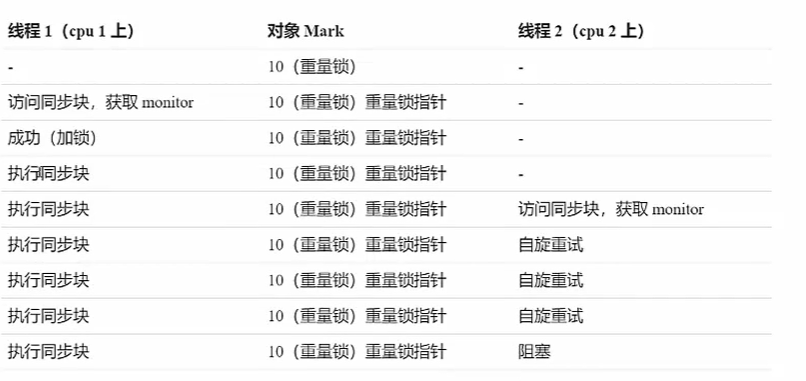 线程 1（cpu 1 上） 对象 Mark 线程 2（cpu 2 上）
- 10（重量锁） -
访问同步块，获取 monitor 10（重量锁）重量锁指针 -
成功（加锁） 10（重量锁）重量锁指针 -
执行同步块 10（重量锁）重量锁指针 -
执行同步块 10（重量锁）重量锁指针 访问同步块，获取 monitor
执行同步块 10（重量锁）重量锁指针 自旋重试
执行同步块 10（重量锁）重量锁指针 自旋重试
执行同步块 10（重量锁）重量锁指针 自旋重试
执行同步块 10（重量锁）重量锁指针 阻塞